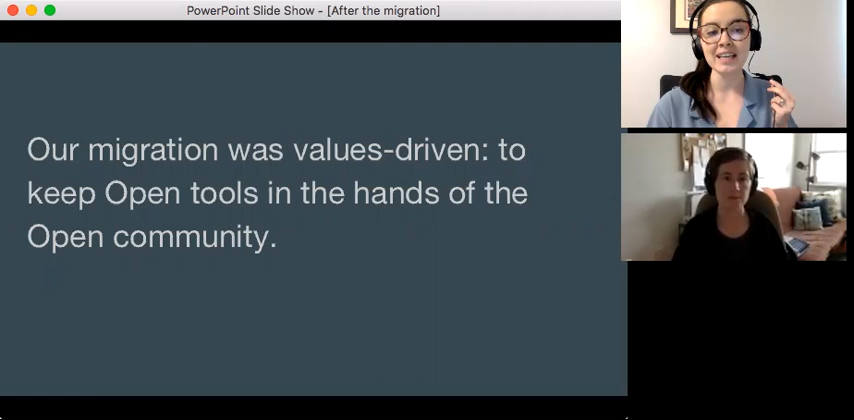 PowerPoint Slide Show - [After the migration]
Our migration was values-driven: to
keep Open tools in the hands of the
Open community.